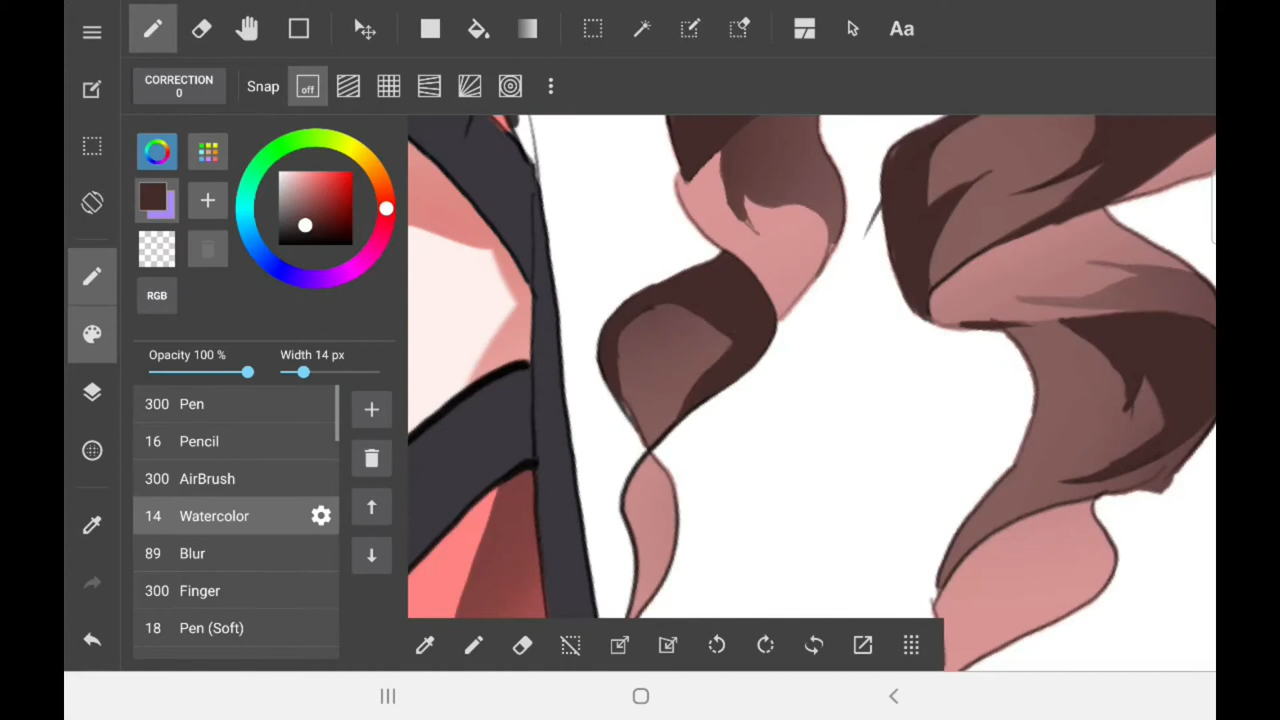 Aa
CORRECTION
0
Snap
off
RGB
Opacity 100 %
Width 14 px
300 Pen
16 Pencil
300 AirBrush
14 Watercolor
89 Blur
300 Finger
18 Pen (Soft)